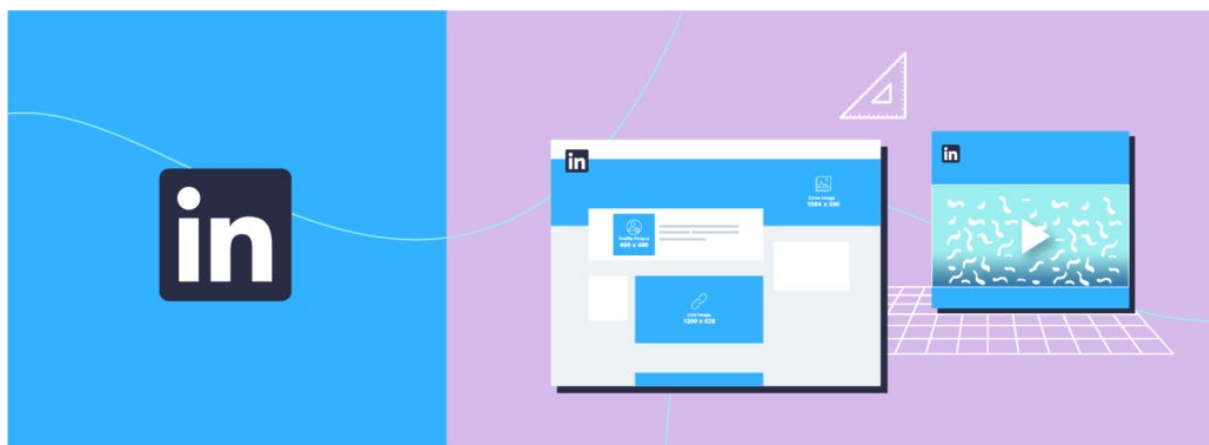 in
in
Cover Image
1584 x 396
Profile Picture
400 x 400
Link Image
1200 x 628
in